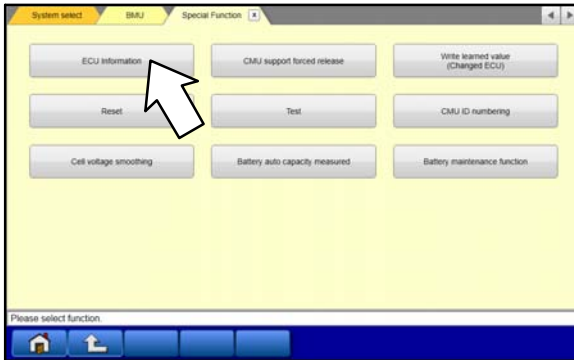 System select
BMU
Special Function
ECU Information
CMU support forced release
Write learned value
(Changed ECU)
Reset
Test
CMU ID numbering
Cell voltage smoothing
Battery auto capacity measured
Battery maintenance function
Please select function.